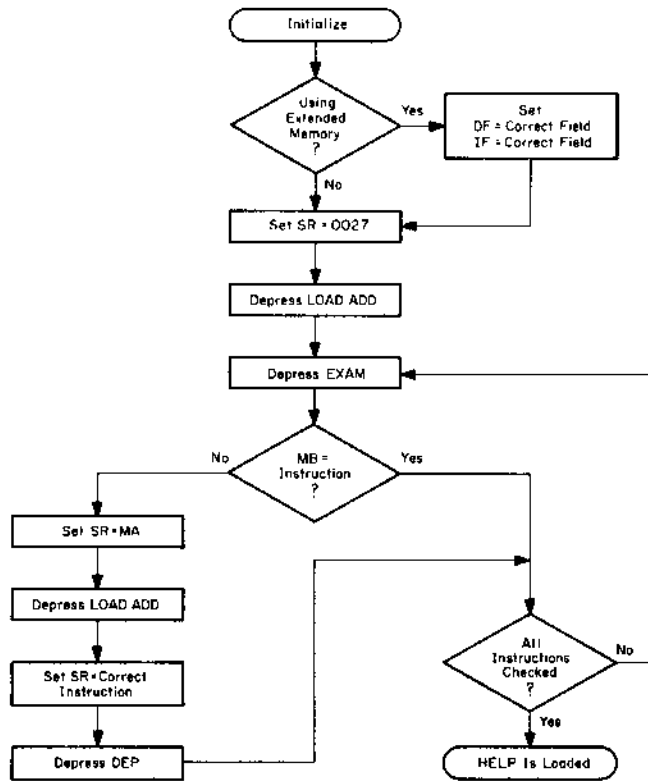 Initialize
Using
Extended
Memory
?
Yes
Set
DF = Correct Field
IF = Correct Field
No
Set SR = 0027
Depress LOAD ADD
Depress EXAM
No
MB =
Instruction
?
Yes
Set SR=MA
Depress LOAD ADD
Set SR=Correct
Instruction
Depress DEP
All
Instructions
Checked
?
No
Yes
HELP Is Loaded